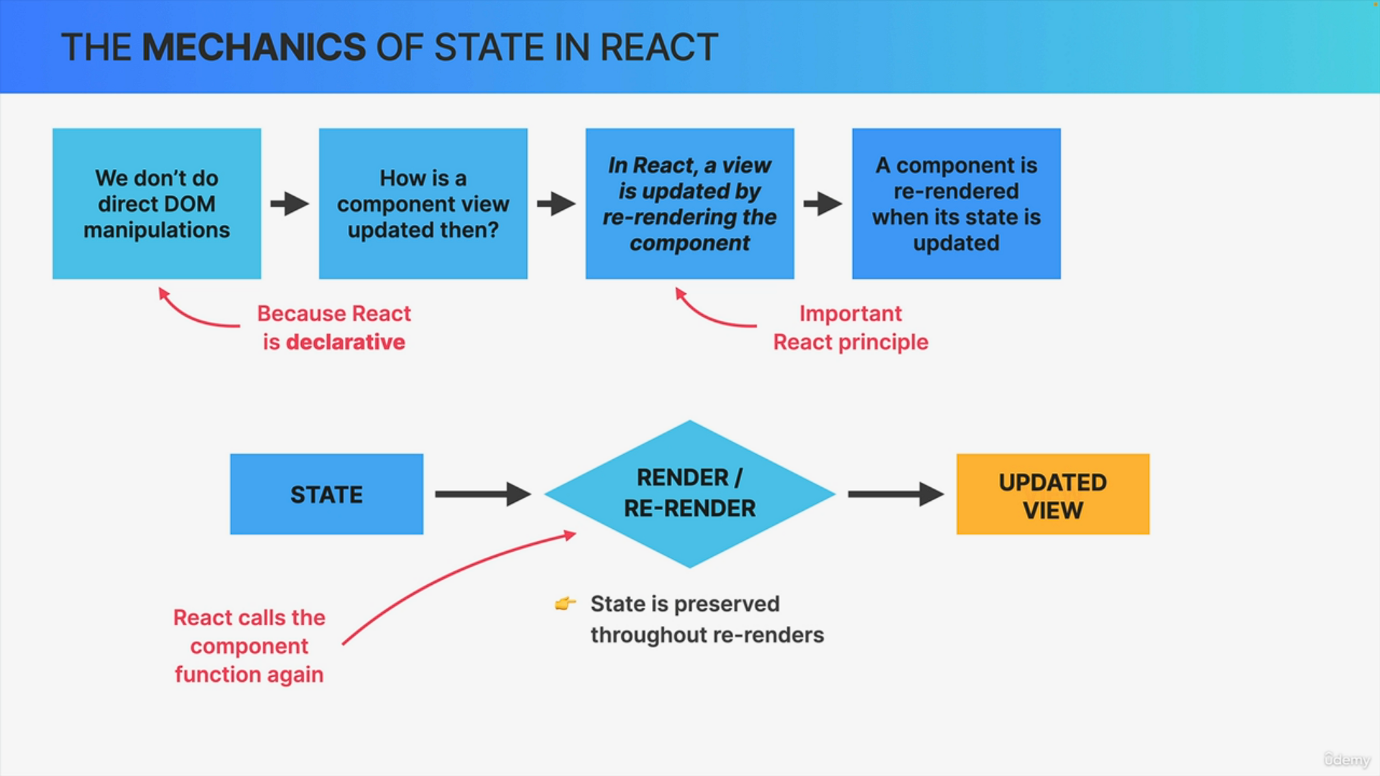 THE MECHANICS OF STATE IN REACT
We don’t do
direct DOM
manipulations
How is a
component view
updated then?
In React, a view
is updated by
re-rendering the
component
A component is
re-rendered
when its state is
updated
Because React
is declarative
Important
React principle
STATE
RENDER /
RE-RENDER
UPDATED
VIEW
React calls the
component
function again
State is preserved
throughout re-renders
ûdemy